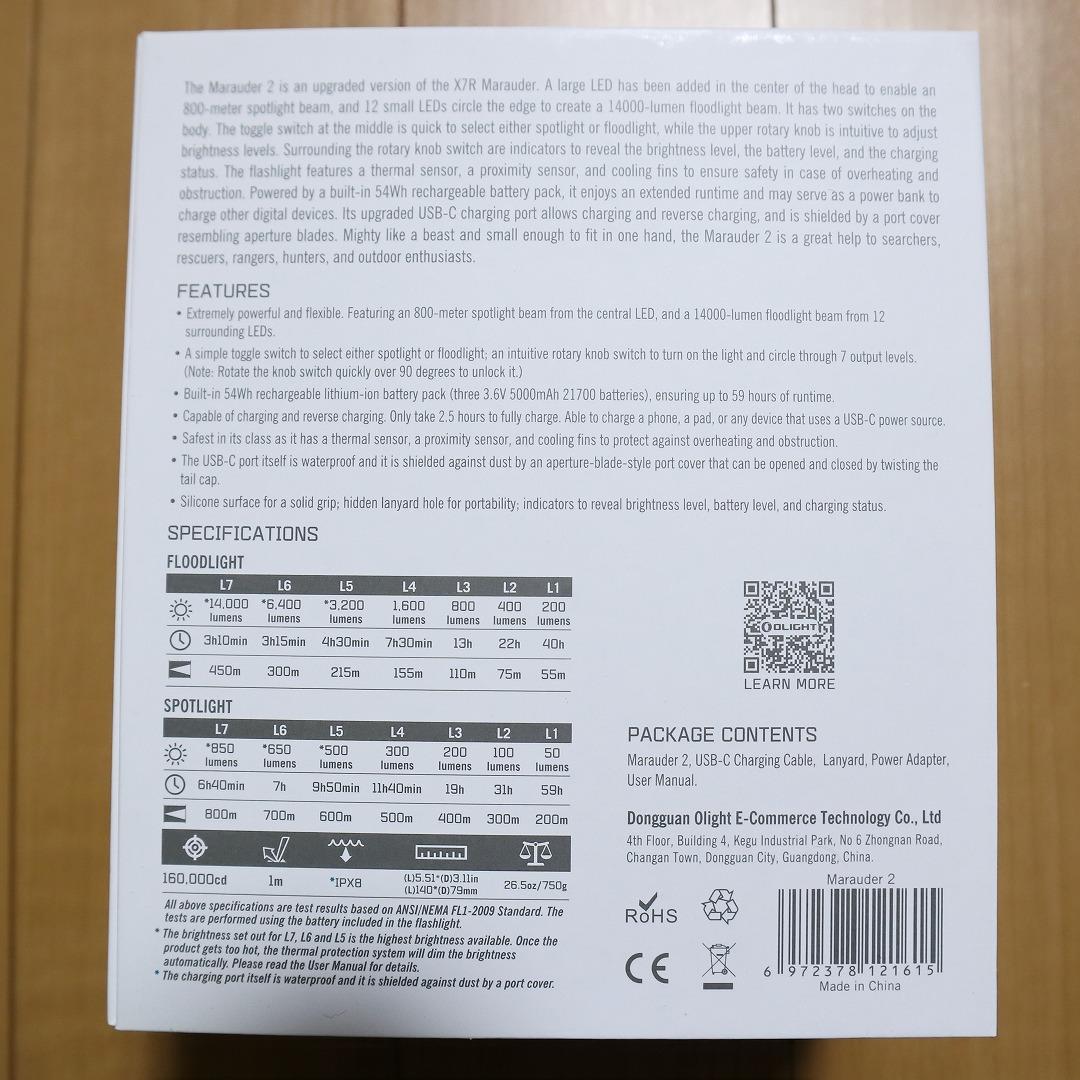 The Marauder 2 is an upgraded version of the X7R Marauder. A large LED has been added in the center of the head to enable an
800-meter spotlight beam, and 12 small LEDs circle the edge to create a 14000-lumen floodlight beam. It has two switches on the
body. The toggle switch at the middle is quick to select either spotlight or floodlight, while the upper rotary knob is intuitive to adjust
brightness levels. Surrounding the rotary knob switch are indicators to reveal the brightness level, the battery level, and the charging
status. The flashlight features a thermal sensor, a proximity sensor, and cooling fins to ensure safety in case of overheating and
obstruction. Powered by a built-in 54Wh rechargeable battery pack, it enjoys an extended runtime and may serve as a power bank to
charge other digital devices. Its upgraded USB-C charging port allows charging and reverse charging, and is shielded by a port cover
resembling aperture blades. Mighty like a beast and small enough to fit in one hand, the Marauder 2 is a great help to searchers,
rescuers, rangers, hunters, and outdoor enthusiasts.
FEATURES
• Extremely powerful and flexible. Featuring an 800-meter spotlight beam from the central LED, and a 14000-lumen floodlight beam from 12
surrounding LEDs.
• A simple toggle switch to select either spotlight or floodlight; an intuitive rotary knob switch to turn on the light and circle through 7 output levels.
(Note: Rotate the knob switch quickly over 90 degrees to unlock it.)
• Built-in 54Wh rechargeable lithium-ion battery pack (three 3.6V 5000mAh 21700 batteries), ensuring up to 59 hours of runtime.
• Capable of charging and reverse charging. Only take 2.5 hours to fully charge. Able to charge a phone, a pad, or any device that uses a USB-C power source.
• Safest in its class as it has a thermal sensor, a proximity sensor, and cooling fins to protect against overheating and obstruction.
• The USB-C port itself is waterproof and it is shielded against dust by an aperture-blade-style port cover that can be opened and closed by twisting the
tail cap.
• Silicone surface for a solid grip; hidden lanyard hole for portability; indicators to reveal brightness level, battery level, and charging status.
SPECIFICATIONS
FLOODLIGHT
L7 L6 L5 L4 L3 L2 L1
*14,000 *6,400 *3,200 1,600 800 400 200
lumens lumens lumens lumens lumens lumens lumens
3h10min 3h15min 4h30min 7h30min 13h 22h 40h
450m 300m 215m 155m 110m 75m 55m
SPOTLIGHT
L7 L6 L5 L4 L3 L2 L1
*850 *650 *500 300 200 100 50
lumens lumens lumens lumens lumens lumens lumens
6h40min 7h 9h50min 11h40min 19h 31h 59h
800m 700m 600m 500m 400m 300m 200m
160,000cd 1m *IPX8 (L)5.51*(D)3.11in 26.5oz/750g
(L)140*(D)79mm
All above specifications are test results based on ANSI/NEMA FL1-2009 Standard. The
tests are performed using the battery included in the flashlight.
* The brightness set out for L7, L6 and L5 is the highest brightness available. Once the
product gets too hot, the thermal protection system will dim the brightness
automatically. Please read the User Manual for details.
* The charging port itself is waterproof and it is shielded against dust by a port cover.
OLIGHT
LEARN MORE
PACKAGE CONTENTS
Marauder 2, USB-C Charging Cable, Lanyard, Power Adapter,
User Manual.
Dongguan Olight E-Commerce Technology Co., Ltd
4th Floor, Building 4, Kegu Industrial Park, No 6 Zhongnan Road,
Changan Town, Dongguan City, Guangdong, China.
Marauder 2
RoHS
CE
6 972378 121615
Made in China